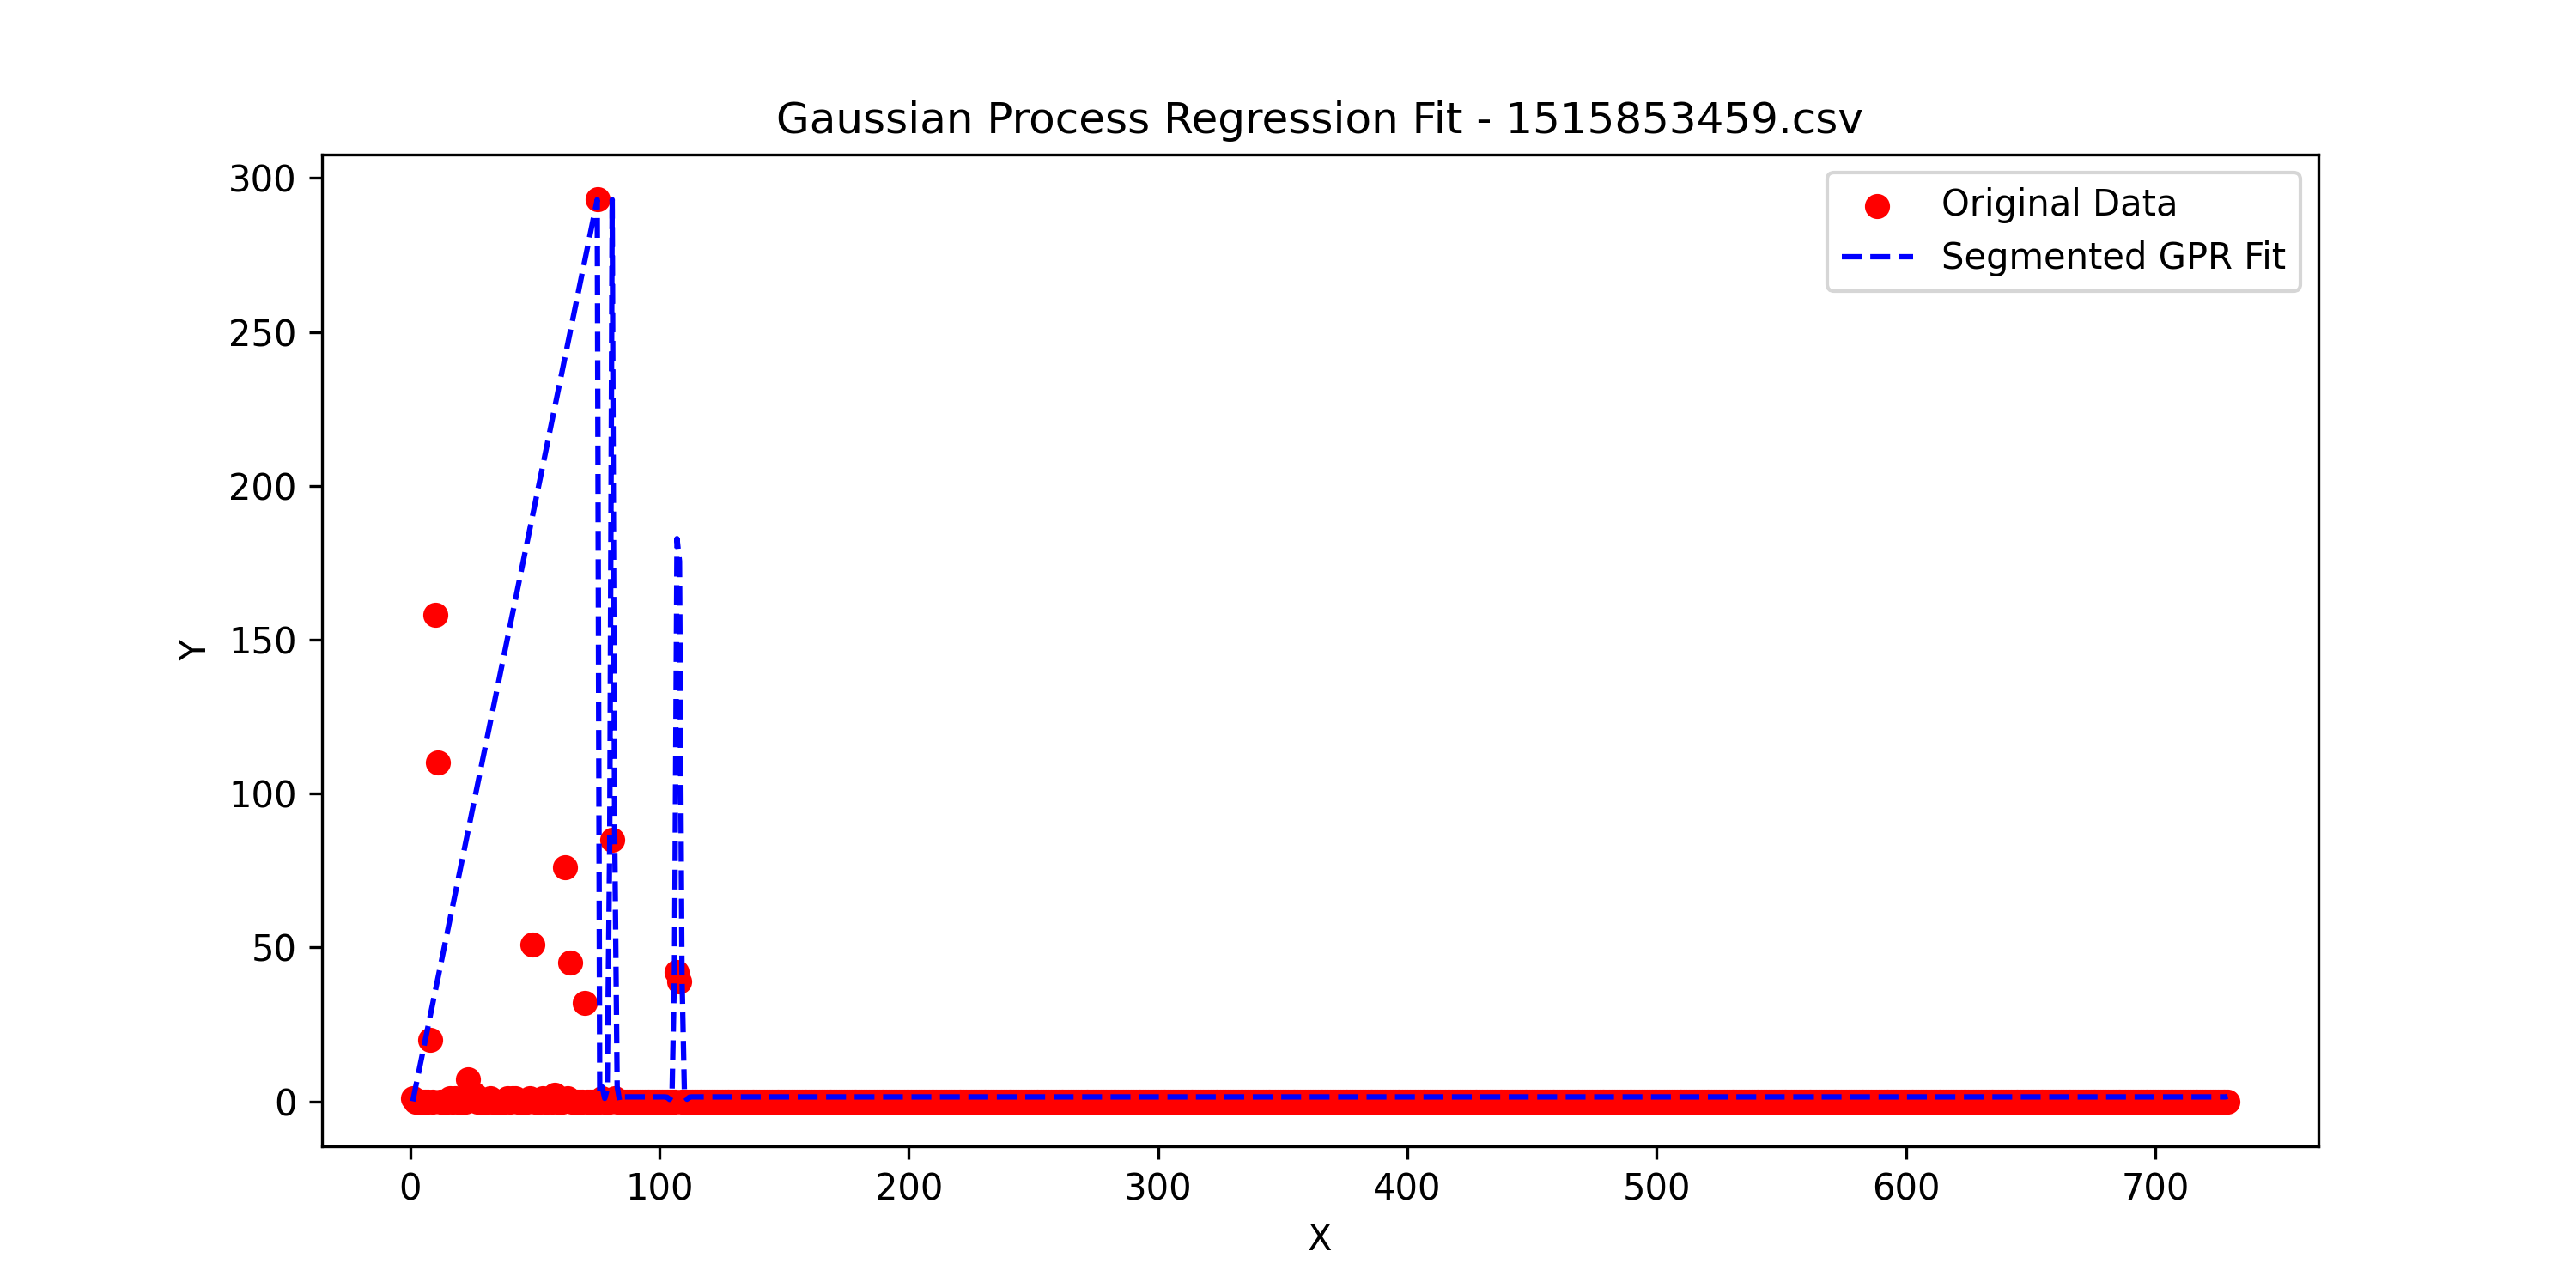 Gaussian Process Regression Fit - 1515853459.csv
Original Data
Segmented GPR Fit
300
250
200
150
100
50
0
Y
0 100 200 300 400 500 600 700
X